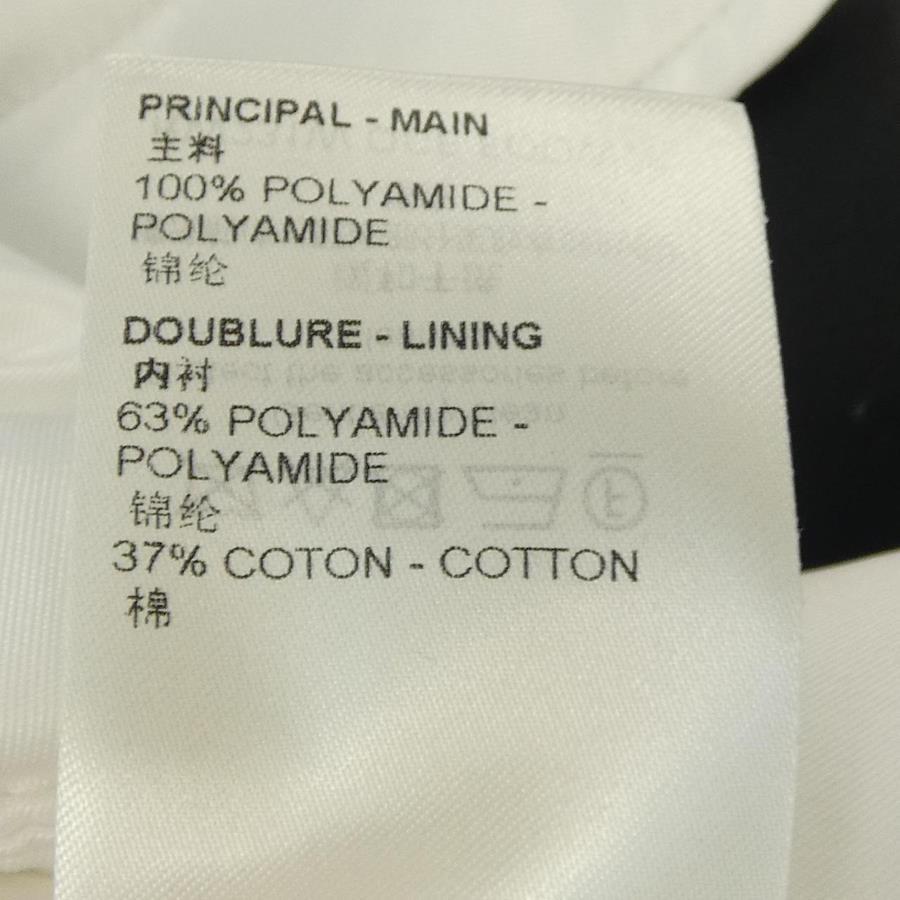 PRINCIPAL - MAIN
主料
100% POLYAMIDE -
POLYAMIDE
锦纶
DOUBLURE - LINING
内衬
63% POLYAMIDE -
POLYAMIDE
锦纶
37% COTON - COTTON
棉